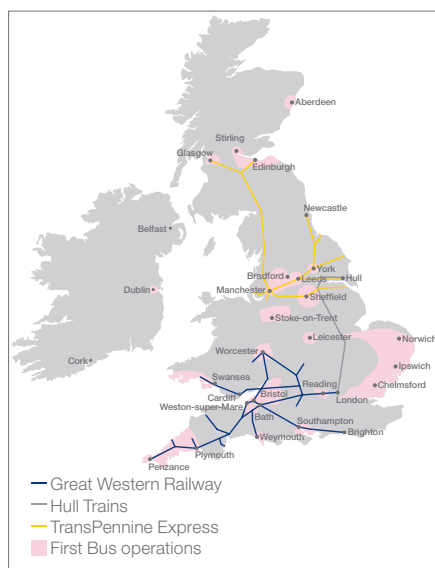 Aberdeen
Stirling
Glasgow
Edinburgh
Newcastle
Belfast
York
Bradford
Leeds
Hull
Dublin
Manchester
Sheffield
Stoke-on-Trent
Leicester
Norwich
Worcester
Cork
Ipswich
Swansea
Reading
Chelmsford
Cardiff
Bristol
London
Weston-super-Mare
Bath
Southampton
Weymouth
Brighton
Plymouth
Penzance
Great Western Railway
Hull Trains
TransPennine Express
First Bus operations